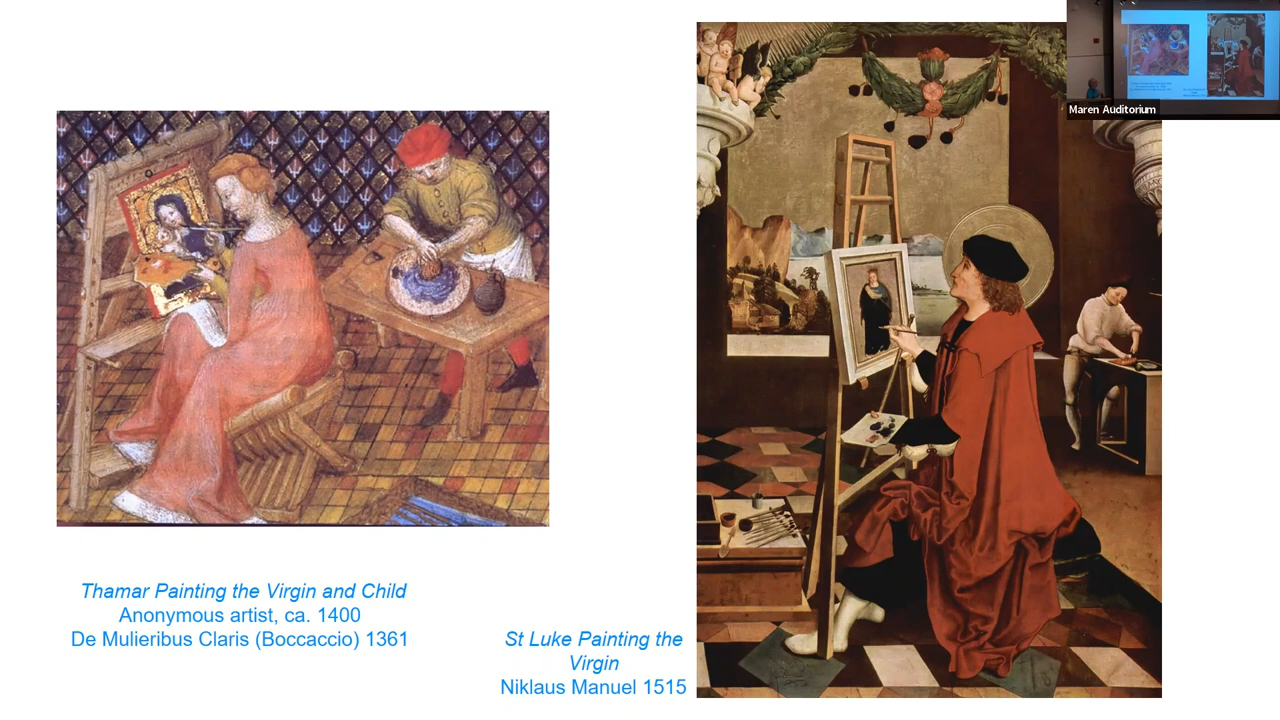 Maren Auditorium
Thamar Painting the Virgin and Child
Anonymous artist, ca. 1400
De Mulieribus Claris (Boccaccio) 1361
St Luke Painting the
Virgin
Niklaus Manuel 1515